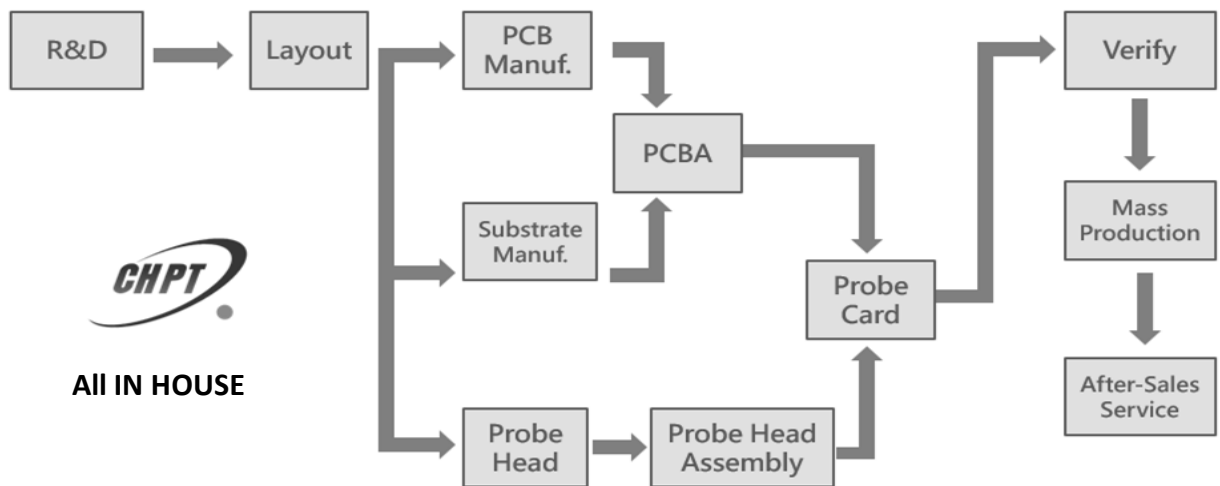 R&D
Layout
PCB
Manuf.
PCBA
Substrate
Manuf.
Probe
Head
Probe Head
Assembly
Probe
Card
Verify
Mass
Production
After-Sales
Service
CHPT
All IN HOUSE